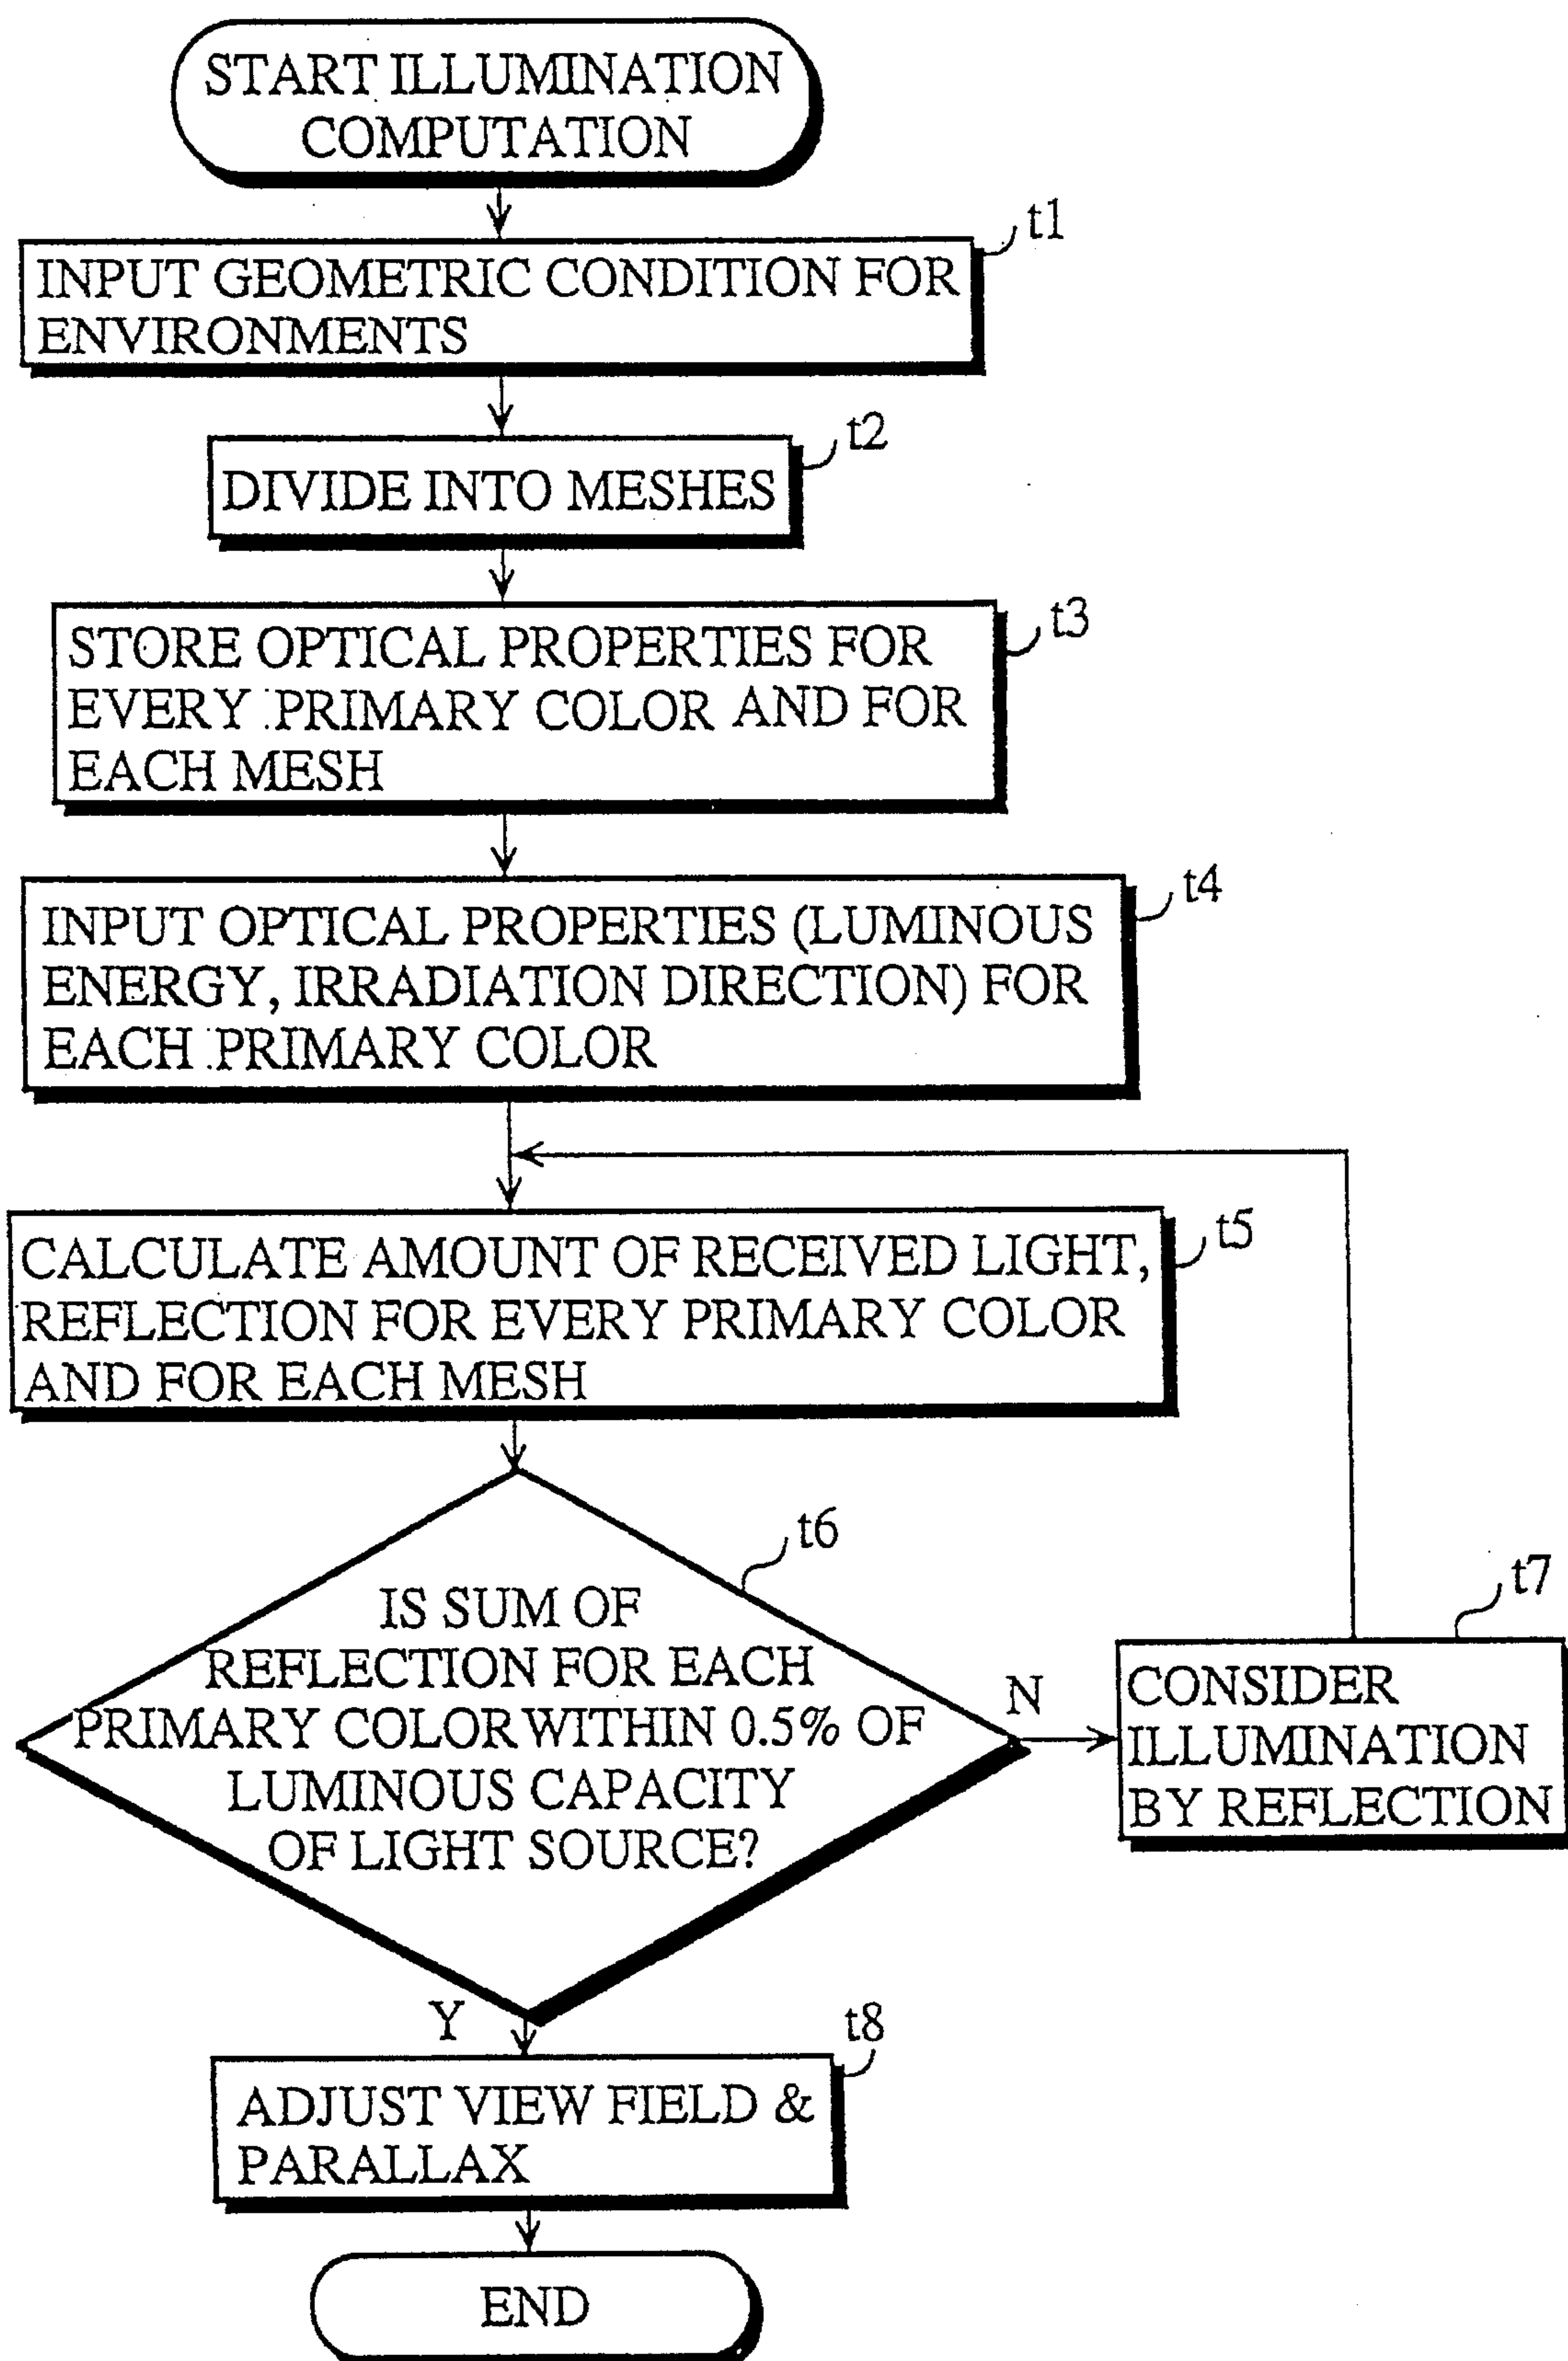 START ILLUMINATION
COMPUTATION
t1
INPUT GEOMETRIC CONDITION FOR
ENVIRONMENTS
t2
DIVIDE INTO MESHES
t3
STORE OPTICAL PROPERTIES FOR
EVERY PRIMARY COLOR AND FOR
EACH MESH
t4
INPUT OPTICAL PROPERTIES (LUMINOUS
ENERGY, IRRADIATION DIRECTION) FOR
EACH PRIMARY COLOR
t5
CALCULATE AMOUNT OF RECEIVED LIGHT,
REFLECTION FOR EVERY PRIMARY COLOR
AND FOR EACH MESH
t6
IS SUM OF
REFLECTION FOR EACH
PRIMARY COLOR WITHIN 0.5% OF
LUMINOUS CAPACITY
OF LIGHT SOURCE?
N
t7
CONSIDER
ILLUMINATION
BY REFLECTION
Y
t8
ADJUST VIEW FIELD &
PARALLAX
END